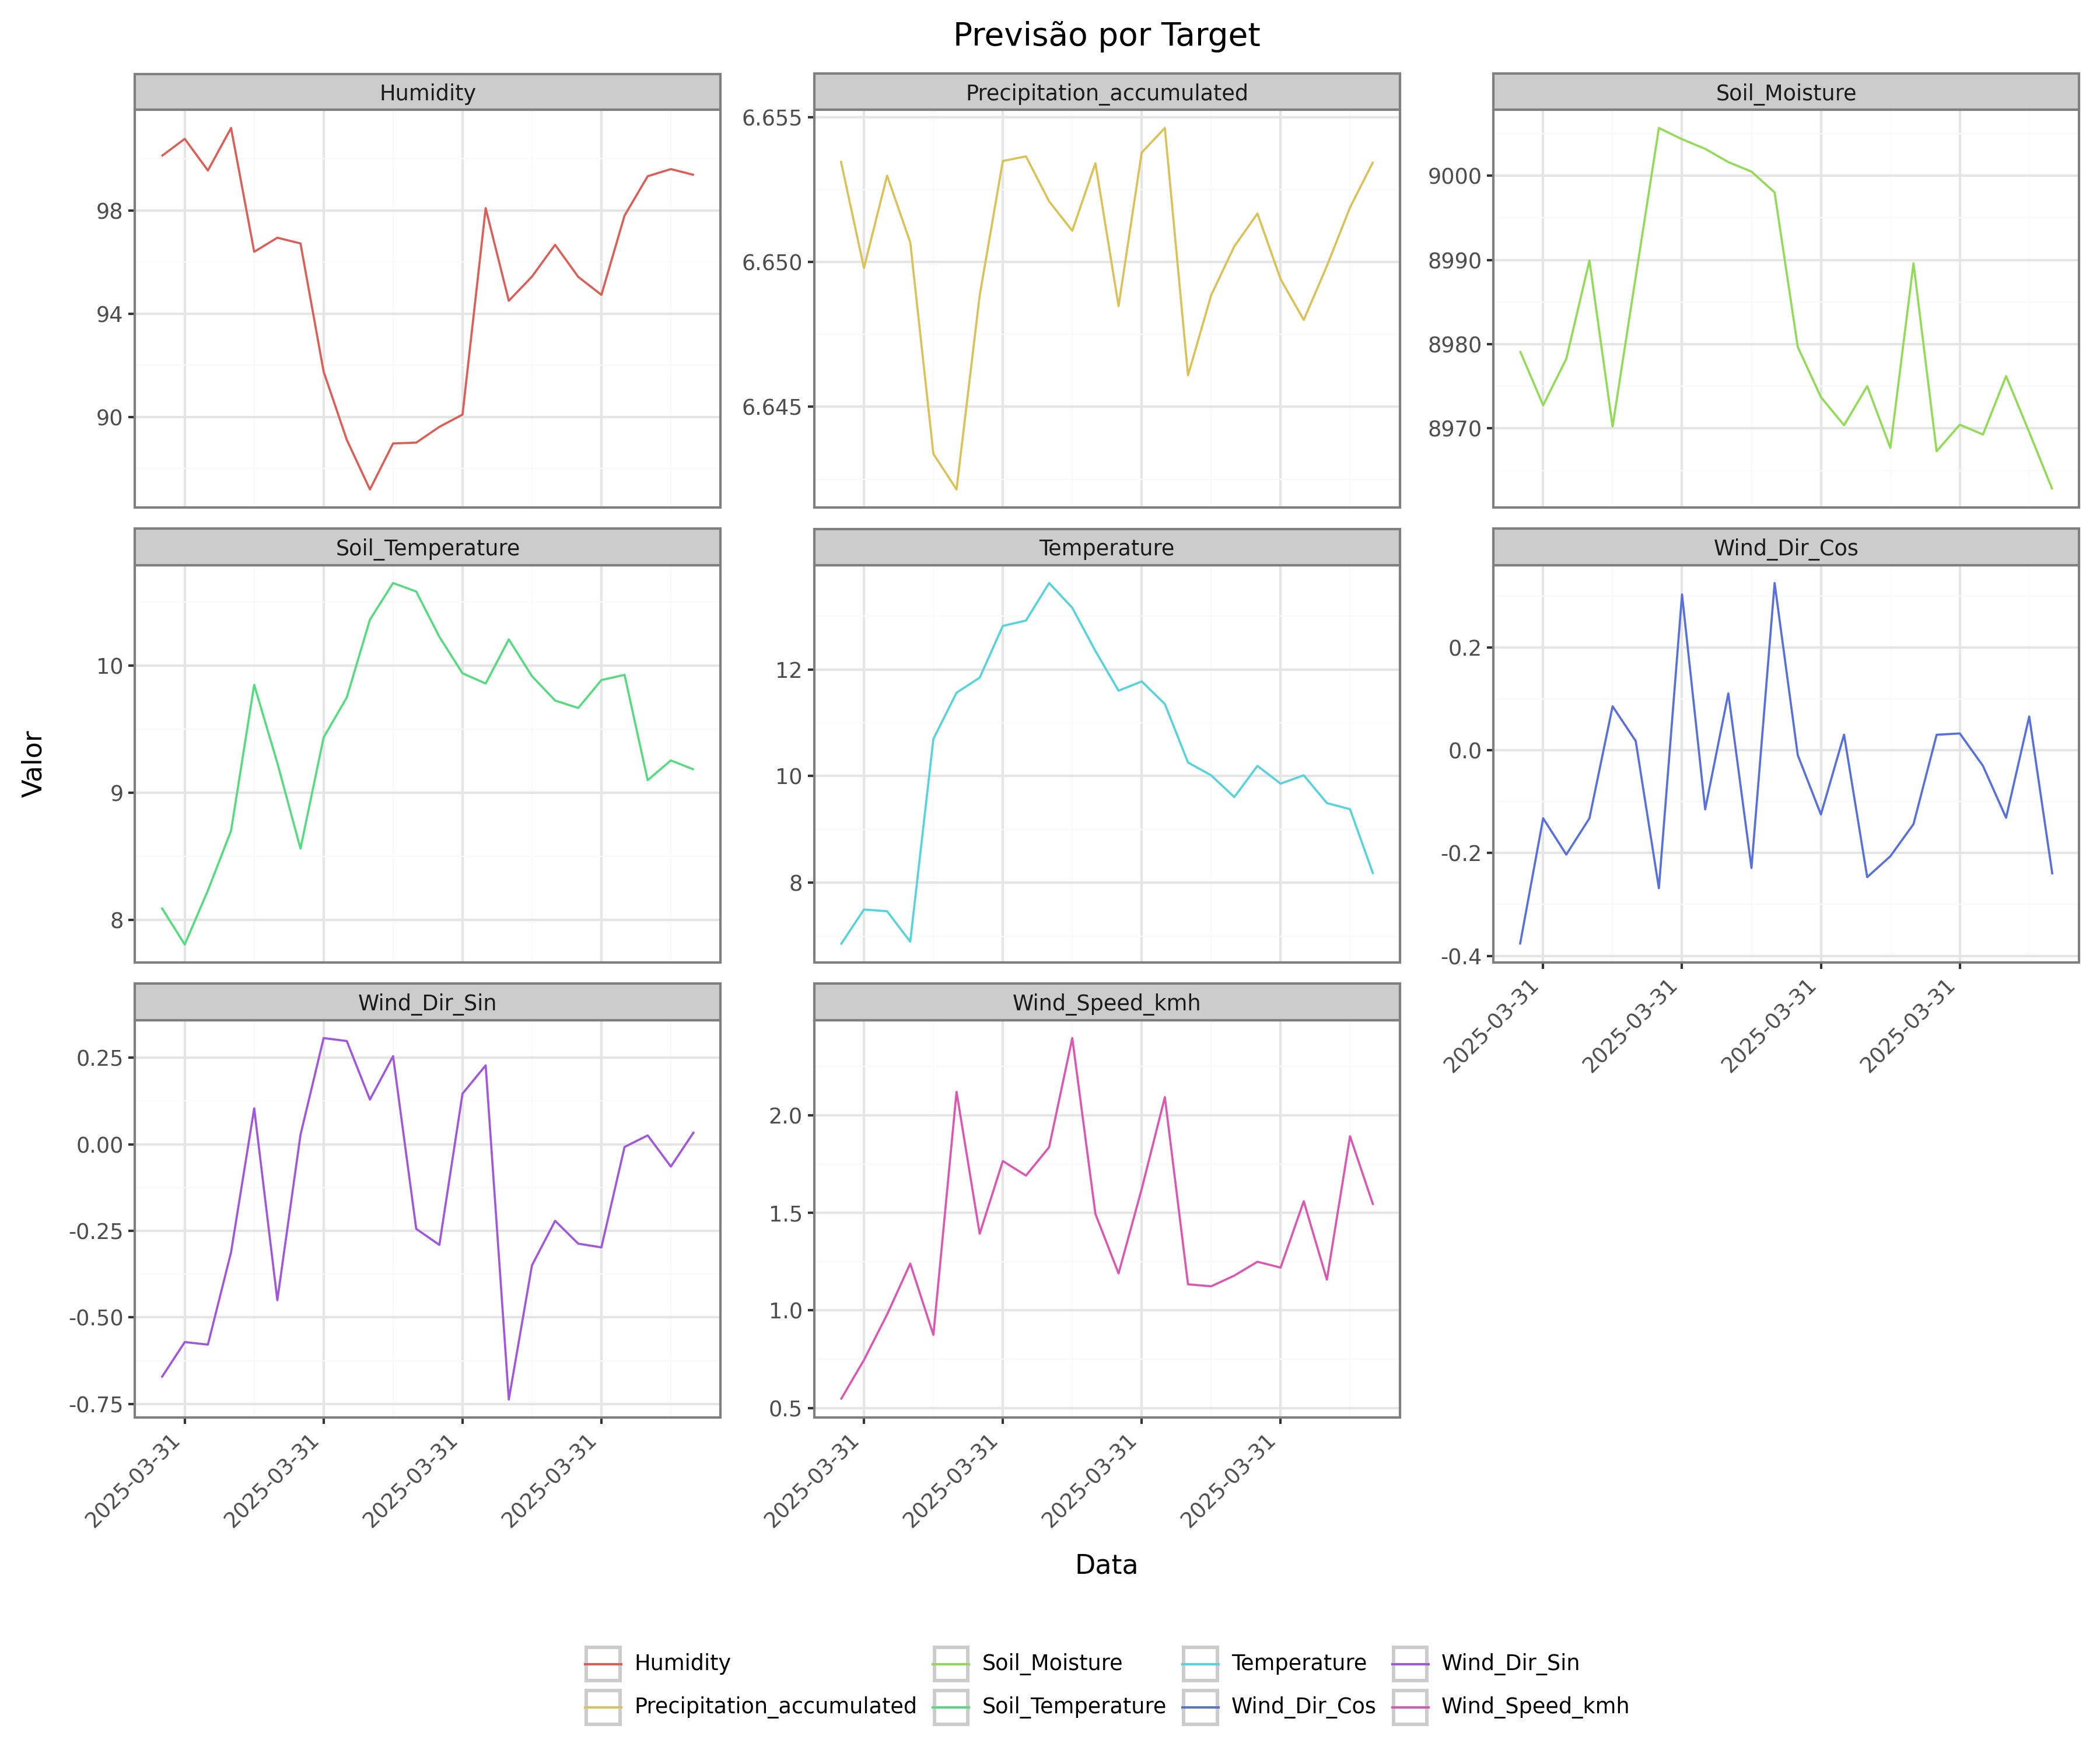 Previsão por Target
Humidity
Precipitation_accumulated
Soil_Moisture
98
94
90
6.655
6.650
6.645
9000
8990
8980
8970
Soil_Temperature
Temperature
Wind_Dir_Cos
10
9
8
12
10
8
0.2
0.0
-0.2
-0.4
2025-03-31
2025-03-31
2025-03-31
2025-03-31
Valor
Wind_Dir_Sin
Wind_Speed_kmh
0.25
0.00
-0.25
-0.50
-0.75
2.0
1.5
1.0
0.5
2025-03-31
2025-03-31
2025-03-31
2025-03-31
2025-03-31
2025-03-31
2025-03-31
2025-03-31
Data
Humidity
Precipitation_accumulated
Soil_Moisture
Soil_Temperature
Temperature
Wind_Dir_Cos
Wind_Dir_Sin
Wind_Speed_kmh